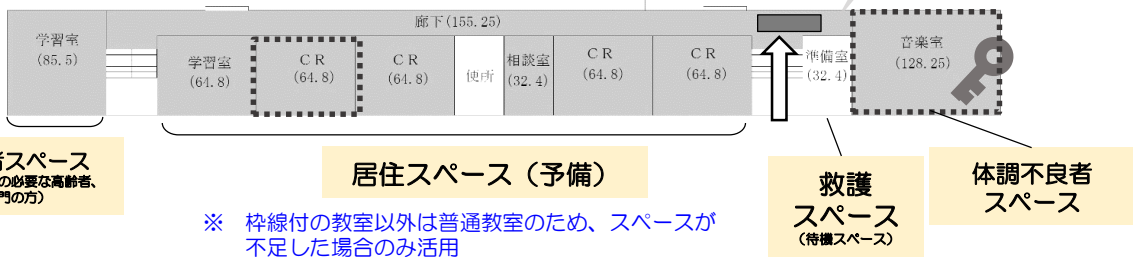 廊下(155.25)
学習室
(85.5)
学習室
(64.8)
CR
(64.8)
CR
(64.8)
便所
相談室
(32.4)
CR
(64.8)
CR
(64.8)
準備室
(32.4)
音楽室
(128.25)
者スペース
の必要な高齢者、
門の方)
居住スペース（予備）
救護
スペース
（待機スペース）
体調不良者
スペース
※ 枠線付の教室以外は普通教室のため、スペースが
不足した場合のみ活用